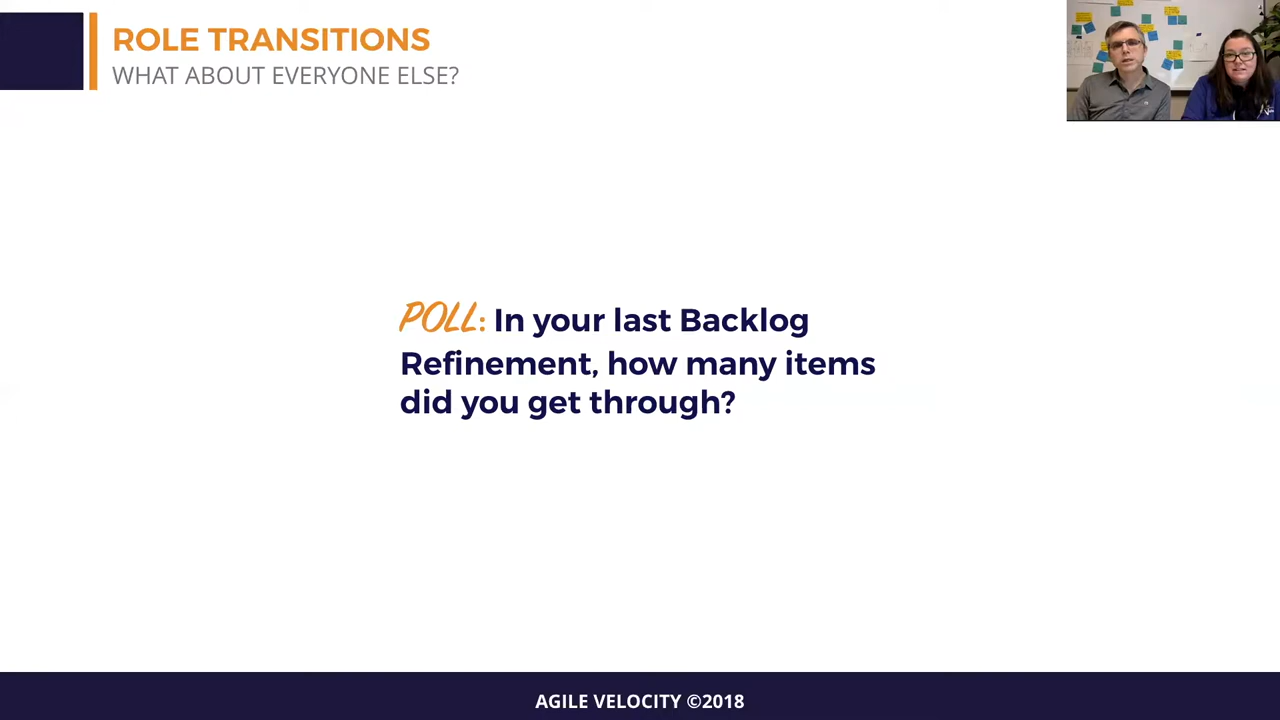 ROLE TRANSITIONS
WHAT ABOUT EVERYONE ELSE?
POLL: In your last Backlog
Refinement, how many items
did you get through?
AGILE VELOCITY ©2018